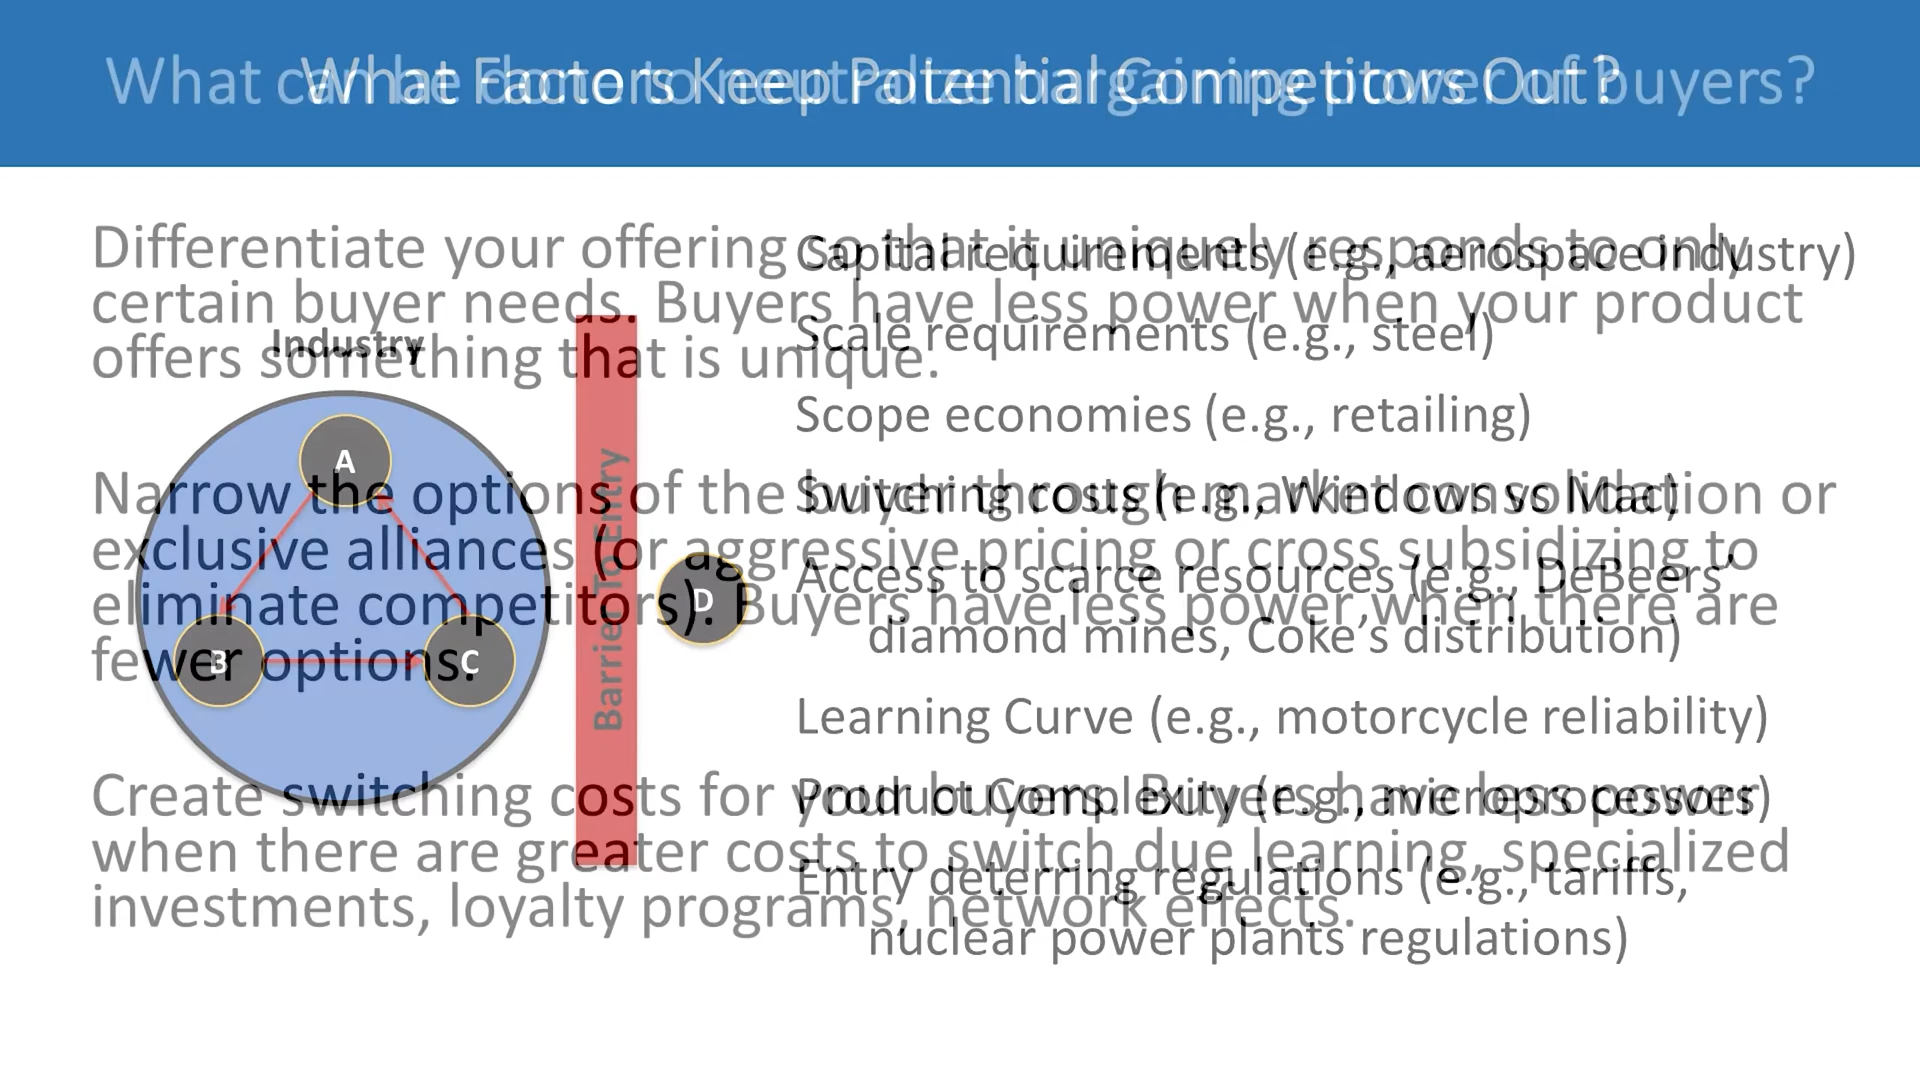 What can be done to neutralize bargaining power of buyers?
What Factors Keep Potential Competitors Out?
Differentiate your offering so that it uniquely responds to only
certain buyer needs. Buyers have less power when your product
offers something that is unique.
Narrow the options of the buyer through market consolidation or
exclusive alliances (or aggressive pricing or cross subsidizing to
eliminate competitors). Buyers have less power when there are
fewer options.
Create switching costs for your buyers. Buyers have less power
when there are greater costs to switch due learning, specialized
investments, loyalty programs, network effects.
Industry
A
B
C
Barrier To Entry
D
Capital requirements (e.g., aerospace industry)
Scale requirements (e.g., steel)
Scope economies (e.g., retailing)
Switching costs (e.g., Windows vs Mac)
Access to scarce resources (e.g., DeBeers’
diamond mines, Coke’s distribution)
Learning Curve (e.g., motorcycle reliability)
Product Complexity (e.g., microprocessors)
Entry deterring regulations (e.g., tariffs,
nuclear power plants regulations)